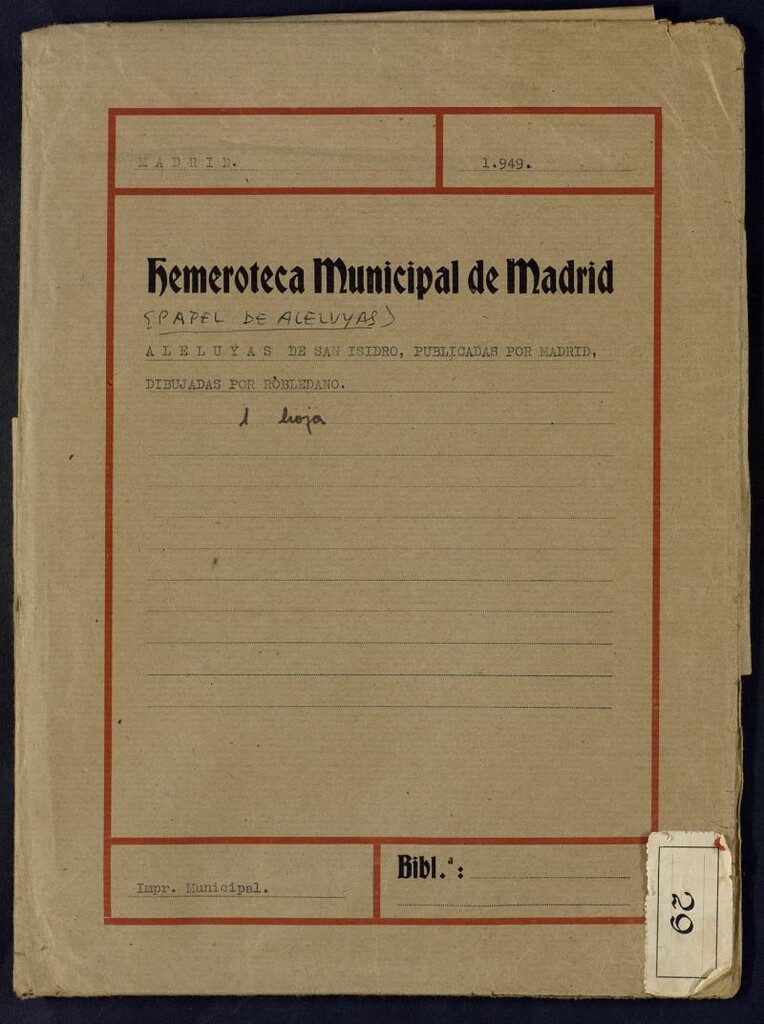 MADRID.
1.949.
Hemeroteca Municipal de Madrid
(PAPEL DE ALELUYAS)
ALELUYAS DE SAN ISIDRO, PUBLICADAS POR MADRID,
DIBUJADAS POR ROBLEDANO.
1 hoja
Impr. Municipal.
Bibl.ª:
29